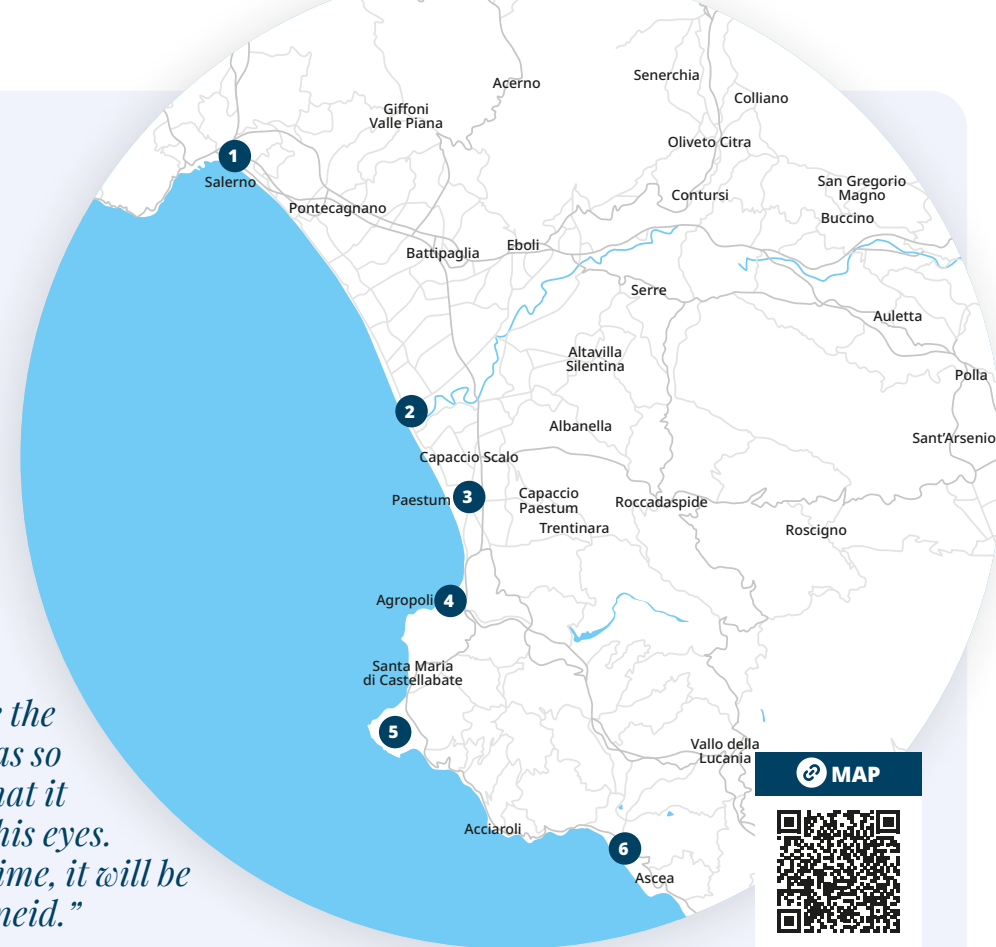 Acerno
Senerchia
Colliano
Giffoni
Valle Piana
Oliveto Citra
1
Salerno
Contursi
San Gregorio
Magno
Pontecagnano
Buccino
Battipaglia
Eboli
Serre
Auletta
Altavilla
Silentina
Polla
2
Albanella
Sant’Arsenio
Capaccio Scalo
Paestum
3
Capaccio
Paestum
Roccadaspide
Trentinara
Roscigno
Agropoli
4
Santa Maria
di Castellabate
5
Vallo della
Lucania
Acciaroli
6
Ascea
the
as so
at it
his eyes.
ime, it will be
neid.”
MAP